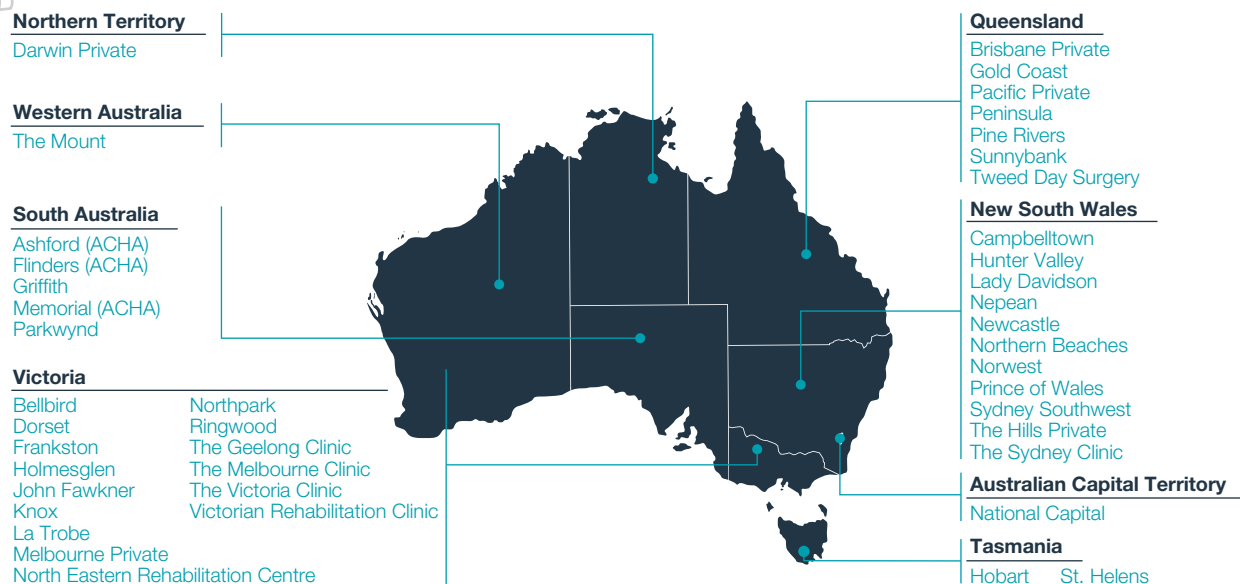 Northern Territory
Darwin Private
Western Australia
The Mount
South Australia
Ashford (ACHA)
Flinders (ACHA)
Griffith
Memorial (ACHA)
Parkwynd
Victoria
Bellbird
Dorset
Frankston
Holmesglen
John Fawkner
Knox
La Trobe
Melbourne Private
North Eastern Rehabilitation Centre
Northpark
Ringwood
The Geelong Clinic
The Melbourne Clinic
The Victoria Clinic
Victorian Rehabilitation Clinic
Queensland
Brisbane Private
Gold Coast
Pacific Private
Peninsula
Pine Rivers
Sunnybank
Tweed Day Surgery
New South Wales
Campbelltown
Hunter Valley
Lady Davidson
Nepean
Newcastle
Northern Beaches
Norwest
Prince of Wales
Sydney Southwest
The Hills Private
The Sydney Clinic
Australian Capital Territory
National Capital
Tasmania
Hobart St. Helens